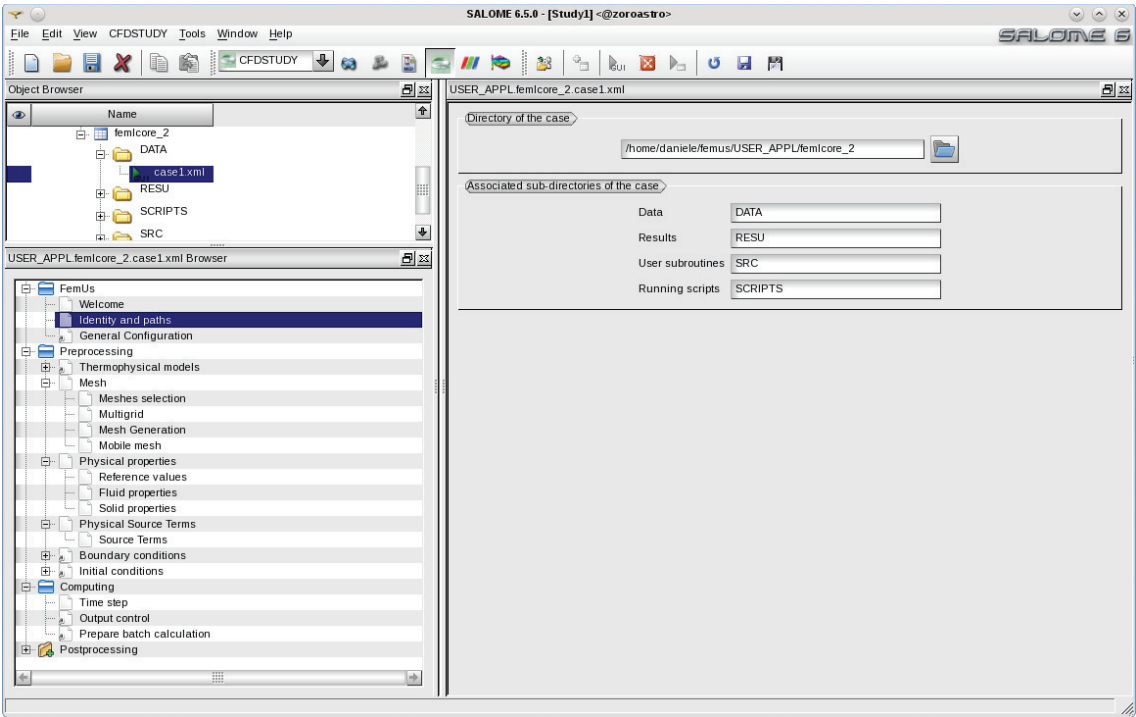 SALOME 6.5.0 - [Study1] <@zoroastro>
File Edit View CFDSTUDY Tools Window Help
SALOME 6
CFDSTUDY
GUI
Object Browser
Name
femlcore_2
DATA
case1.xml
RESU
SCRIPTS
SRC
USER_APPL.femlcore_2.case1.xml Browser
FemUs
Welcome
Identity and paths
General Configuration
Preprocessing
Thermophysical models
Mesh
Meshes selection
Multigrid
Mesh Generation
Mobile mesh
Physical properties
Reference values
Fluid properties
Solid properties
Physical Source Terms
Source Terms
Boundary conditions
Initial conditions
Computing
Time step
Output control
Prepare batch calculation
Postprocessing
USER_APPL.femlcore_2.case1.xml
Directory of the case
/home/daniele/femus/USER_APPL/femlcore_2
Associated sub-directories of the case
Data DATA
Results RESU
User subroutines SRC
Running scripts SCRIPTS